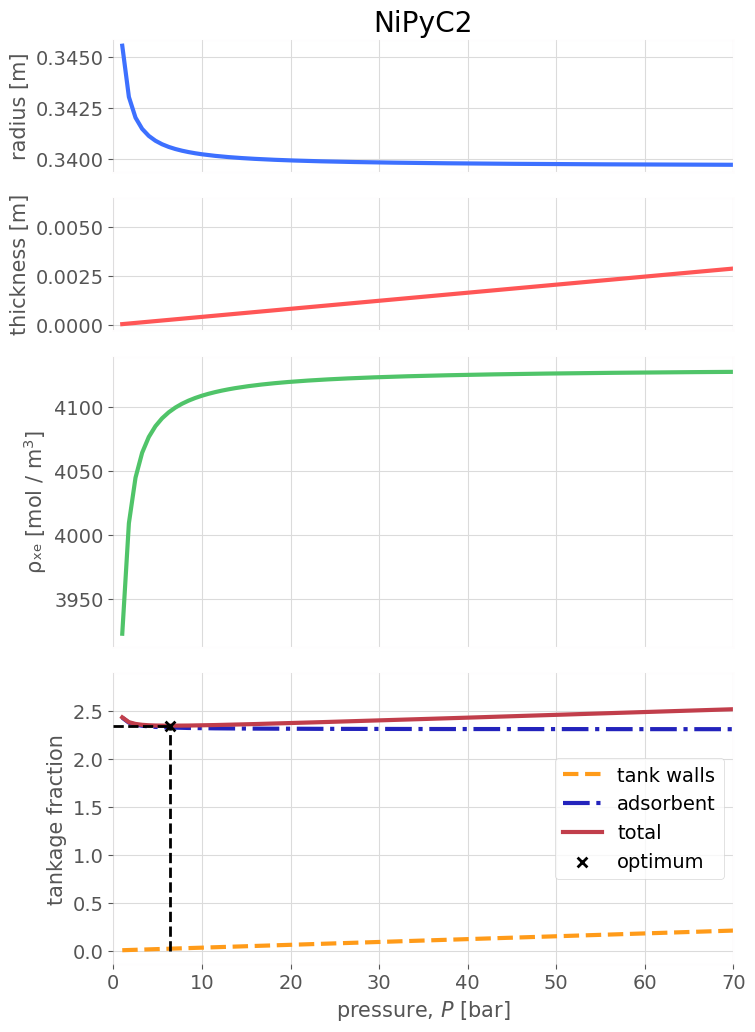 NiPyC2
radius [m]
0.3450
0.3425
0.3400
thickness [m]
0.0050
0.0025
0.0000
ρₓₑ [mol / m³]
4100
4050
4000
3950
tankage fraction
2.5
2.0
1.5
1.0
0.5
0.0
tank walls
adsorbent
total
optimum
0 10 20 30 40 50 60 70
pressure, P [bar]